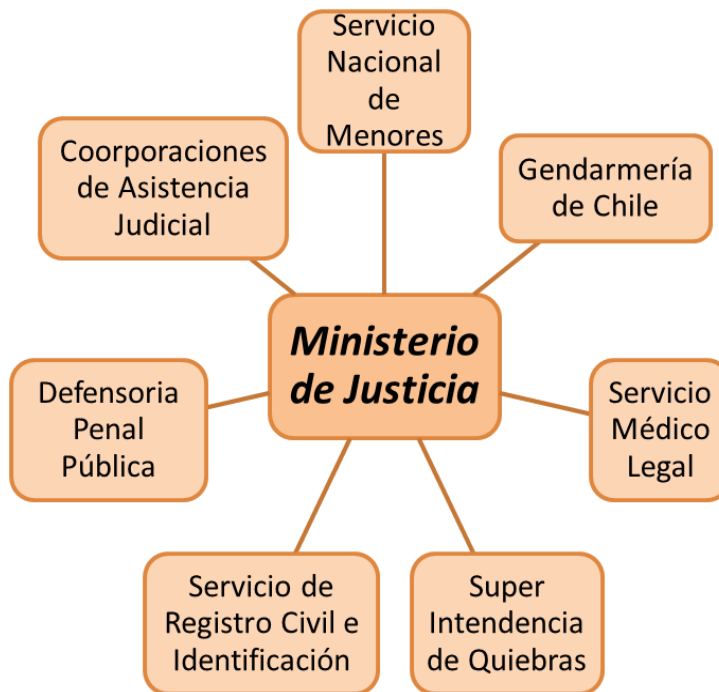 Servicio
Nacional
de
Menores
Coorporaciones
de Asistencia
Judicial
Gendarmería
de Chile
Ministerio
de Justicia
Defensoria
Penal
Pública
Servicio
Médico
Legal
Servicio de
Registro Civil e
Identificación
Super
Intendencia
de Quiebras